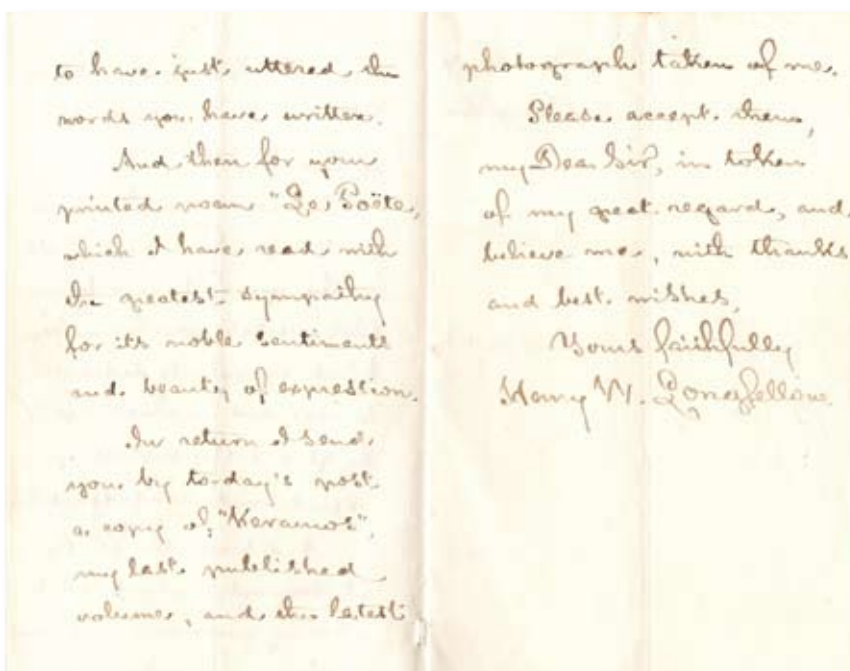 to have just uttered the
words you have written.
And then for your
printed poem "Le Poëte,
which I have read with
the greatest sympathy
for its noble sentiments
and beauty of expression.
In return I send
you by to-day's post
a copy of "Keramos",
my last published
volume, and the latest
photograph taken of me.
Please accept them,
my Dear Sir, in token
of my great regard, and
believe me, with thanks
and best wishes,
Yours faithfully
Henry W. Longfellow.